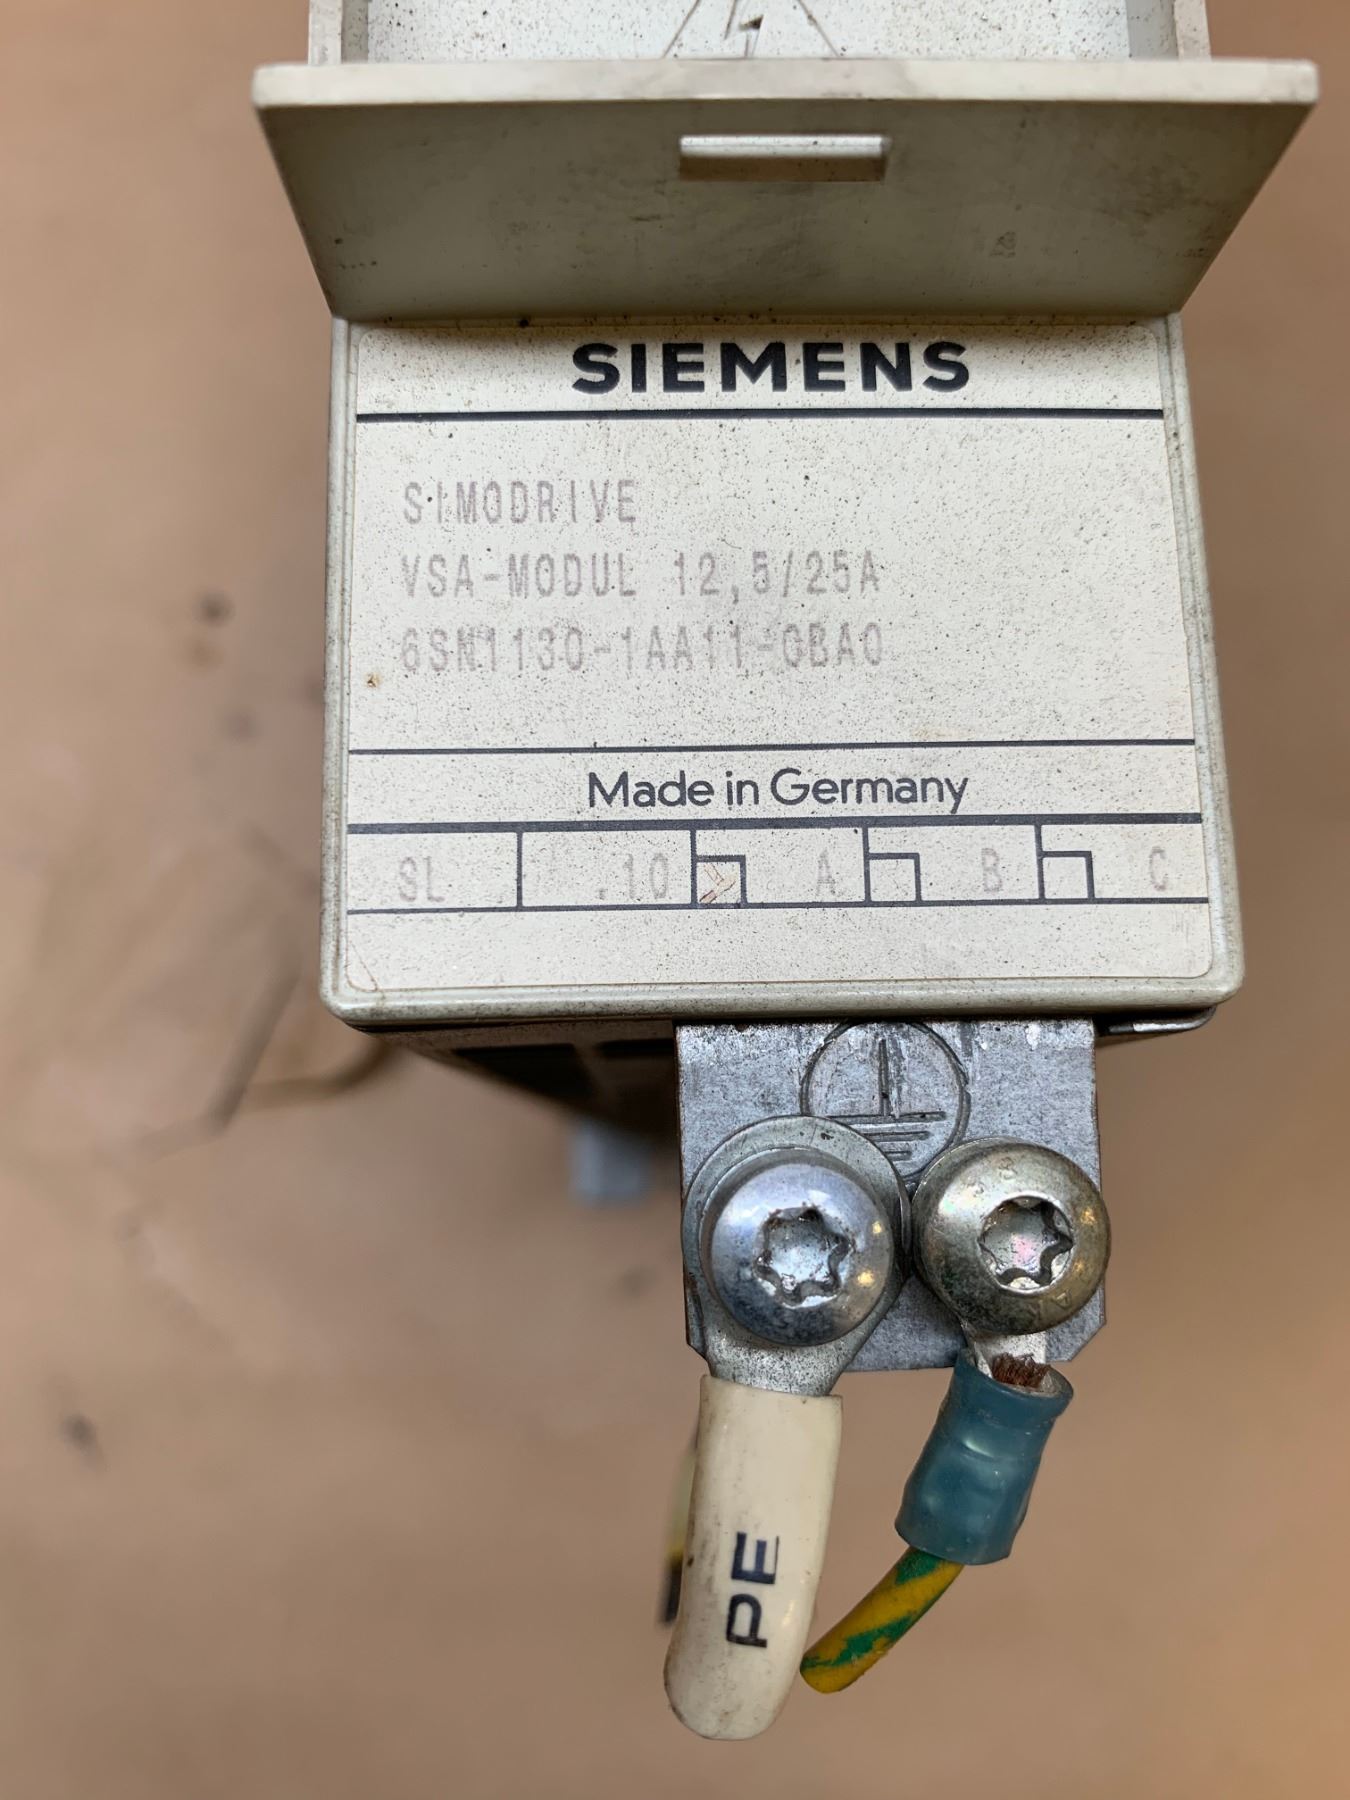 SIEMENS
SIMODRIVE
VSA-MODUL 12,5/25A
6SN1130-1AA11-0BA0
Made in Germany
SL .10 A B C
PE